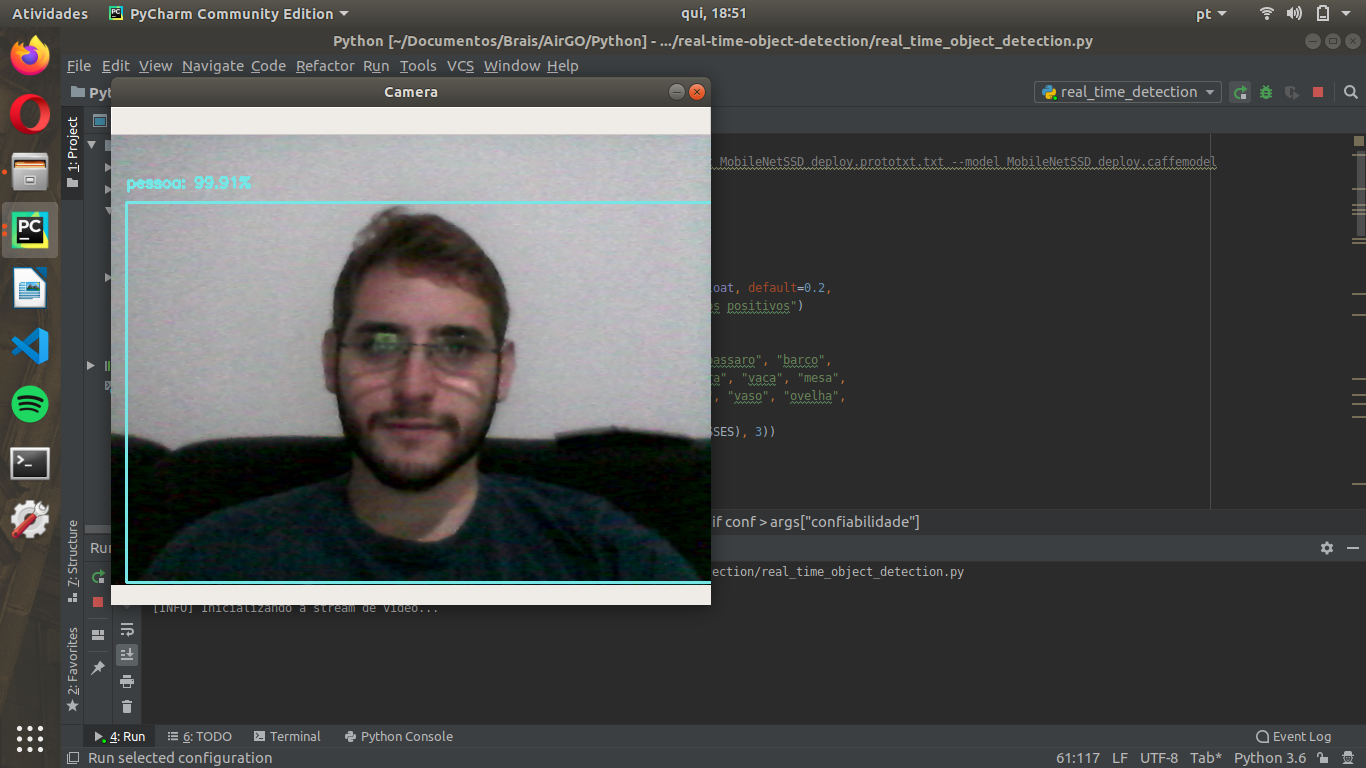 Atividades PyCharm Community Edition qui, 18:51 pt
Python [~/Documentos/Brais/AirGO/Python] - .../real-time-object-detection/real_time_object_detection.py
File Edit View Navigate Code Refactor Run Tools VCS Window Help
Camera
Pyt
real_time_detection
1: Project
MobileNetSSD_deploy.prototxt.txt --model MobileNetSSD_deploy.caffemodel
pessoa: 99.91%
loat, default=0.2,
os positivos")
passaro", "barco",
ra", "vaca", "mesa",
, "vaso", "ovelha",
SSES), 3))
if conf > args["confiabilidade"]
Run
ection/real_time_object_detection.py
[INFO] Inicializando a stream de video...
7: Structure
2: Favorites
4: Run 6: TODO Terminal Python Console Event Log
Run selected configuration 61:117 LF UTF-8 Tab* Python 3.6